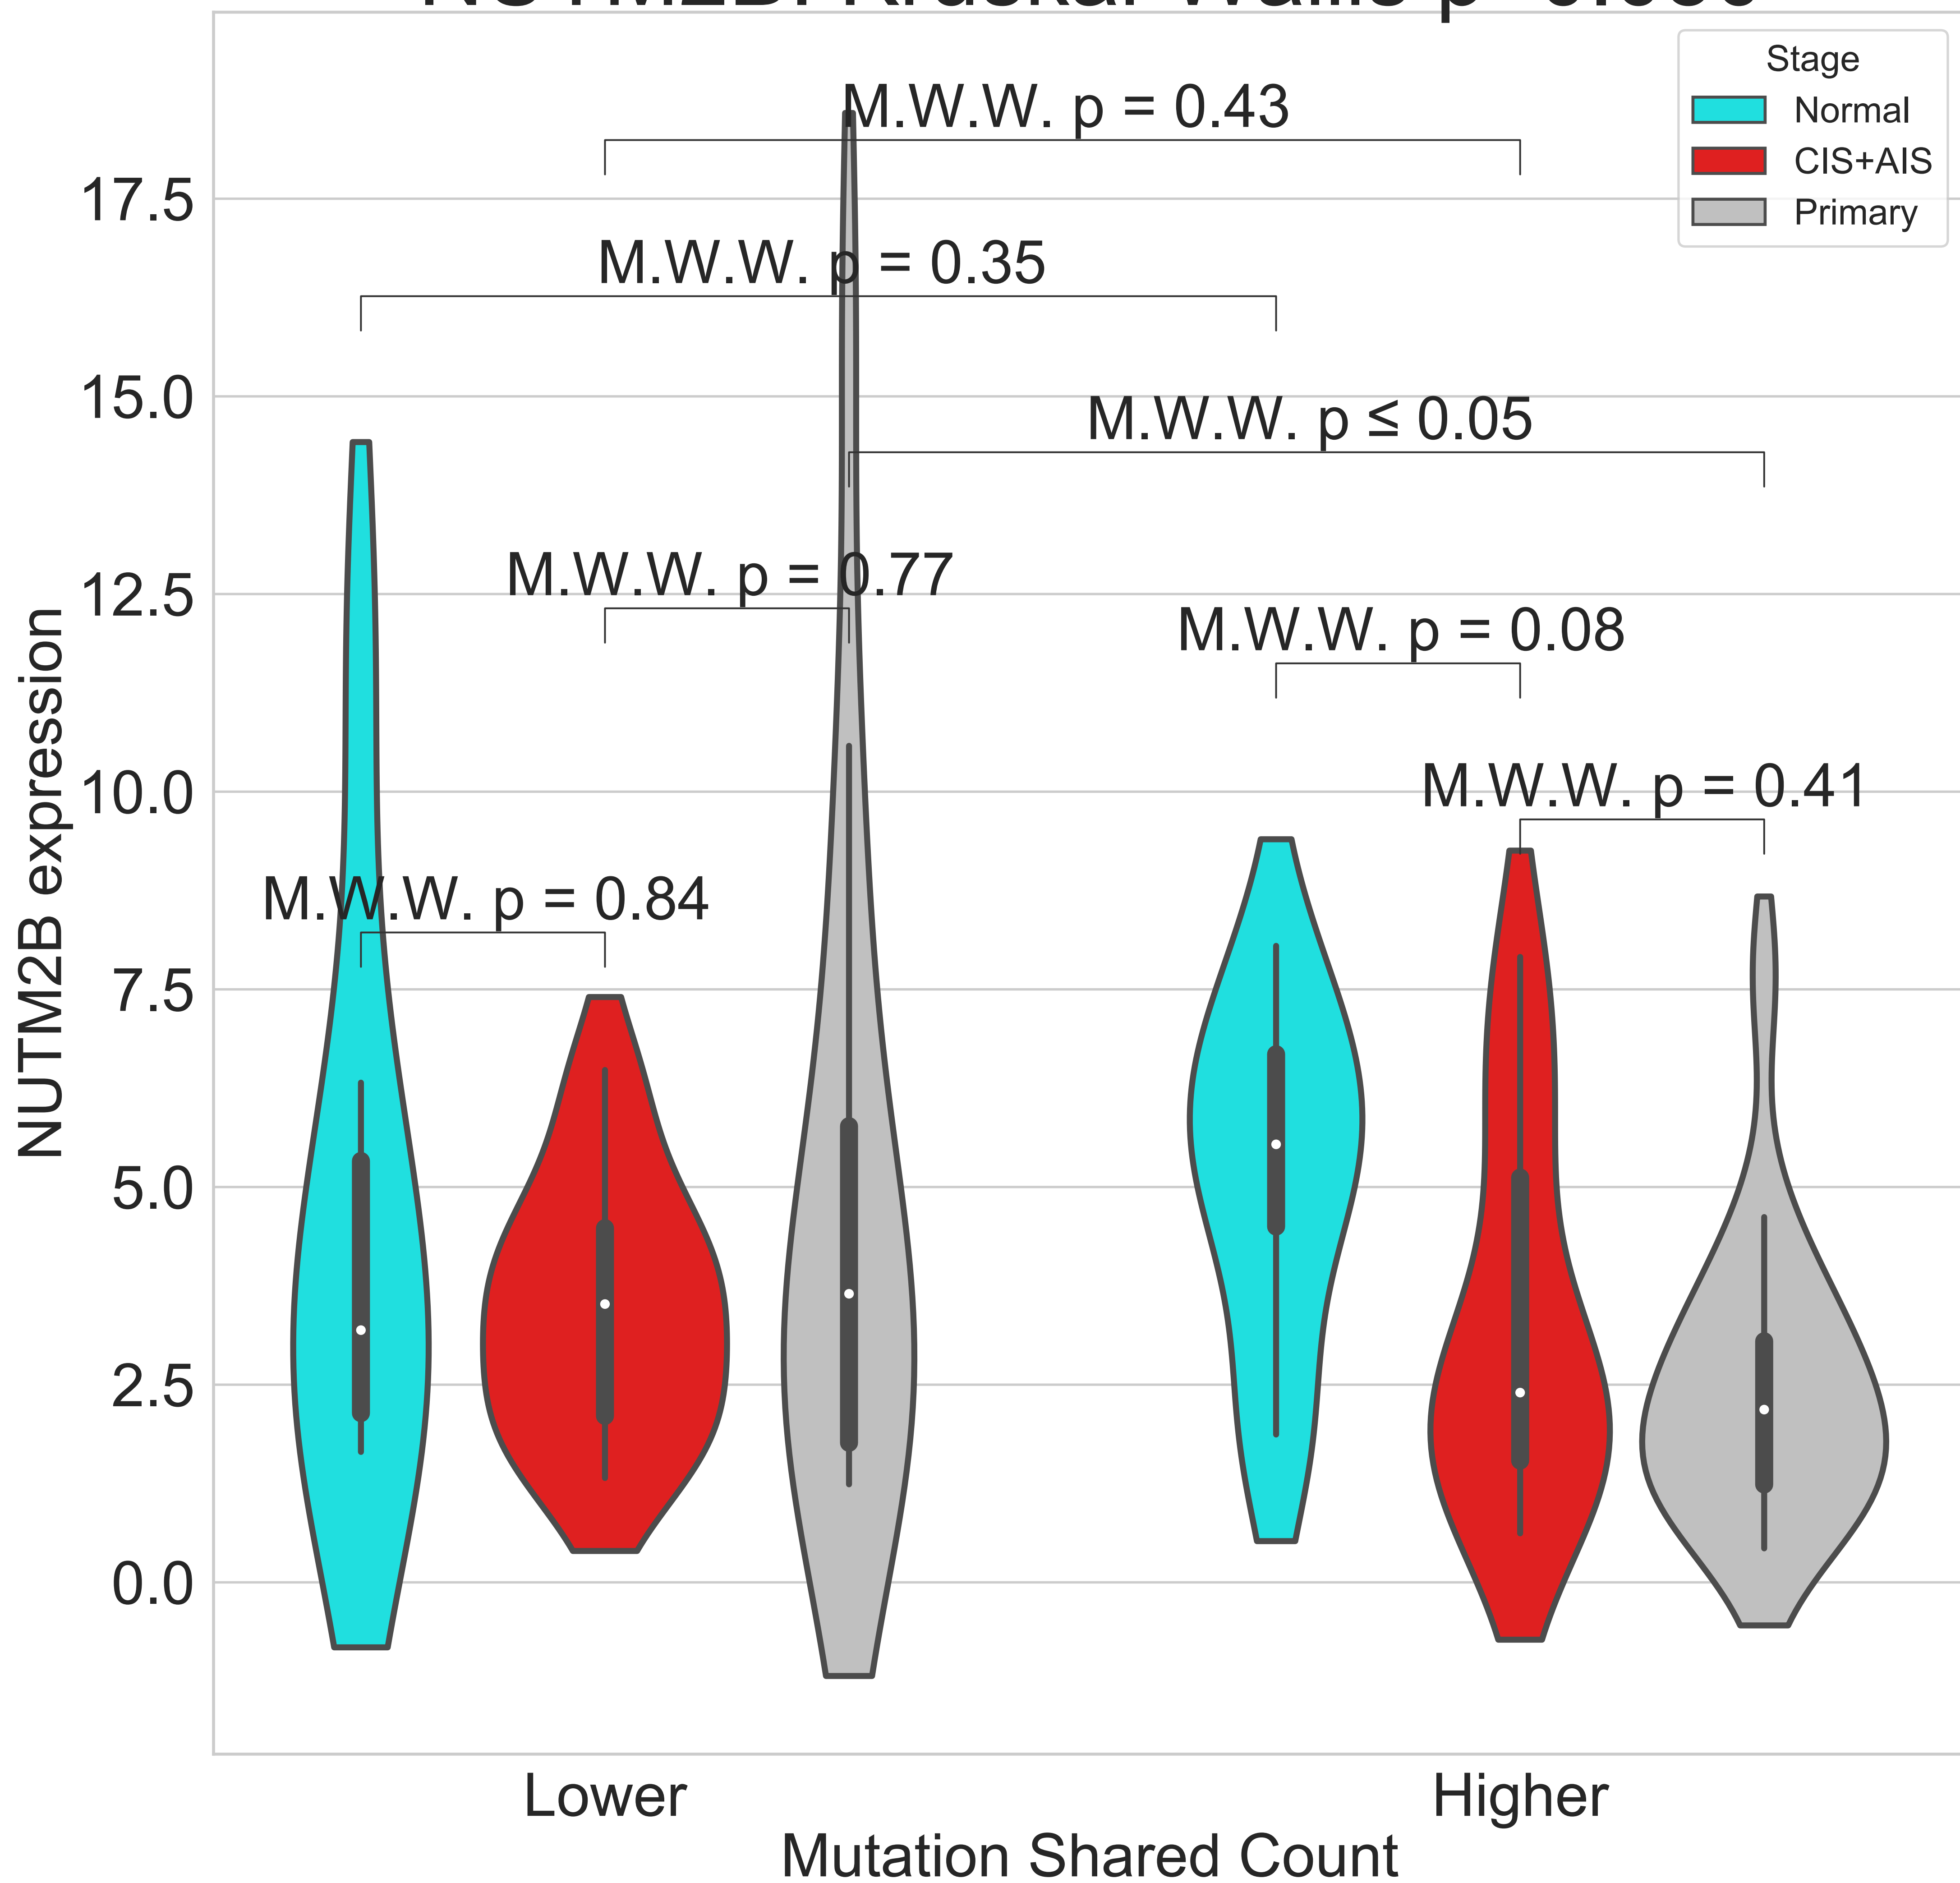 Stage
Normal
CIS+AIS
Primary
M.W.W. p = 0.43
17.5
M.W.W. p = 0.35
15.0
M.W.W. p ≤ 0.05
12.5
M.W.W. p = 0.77
M.W.W. p = 0.08
10.0
M.W.W. p = 0.41
M.W.W. p = 0.84
7.5
5.0
2.5
0.0
NUTM2B expression
Lower
Higher
Mutation Shared Count